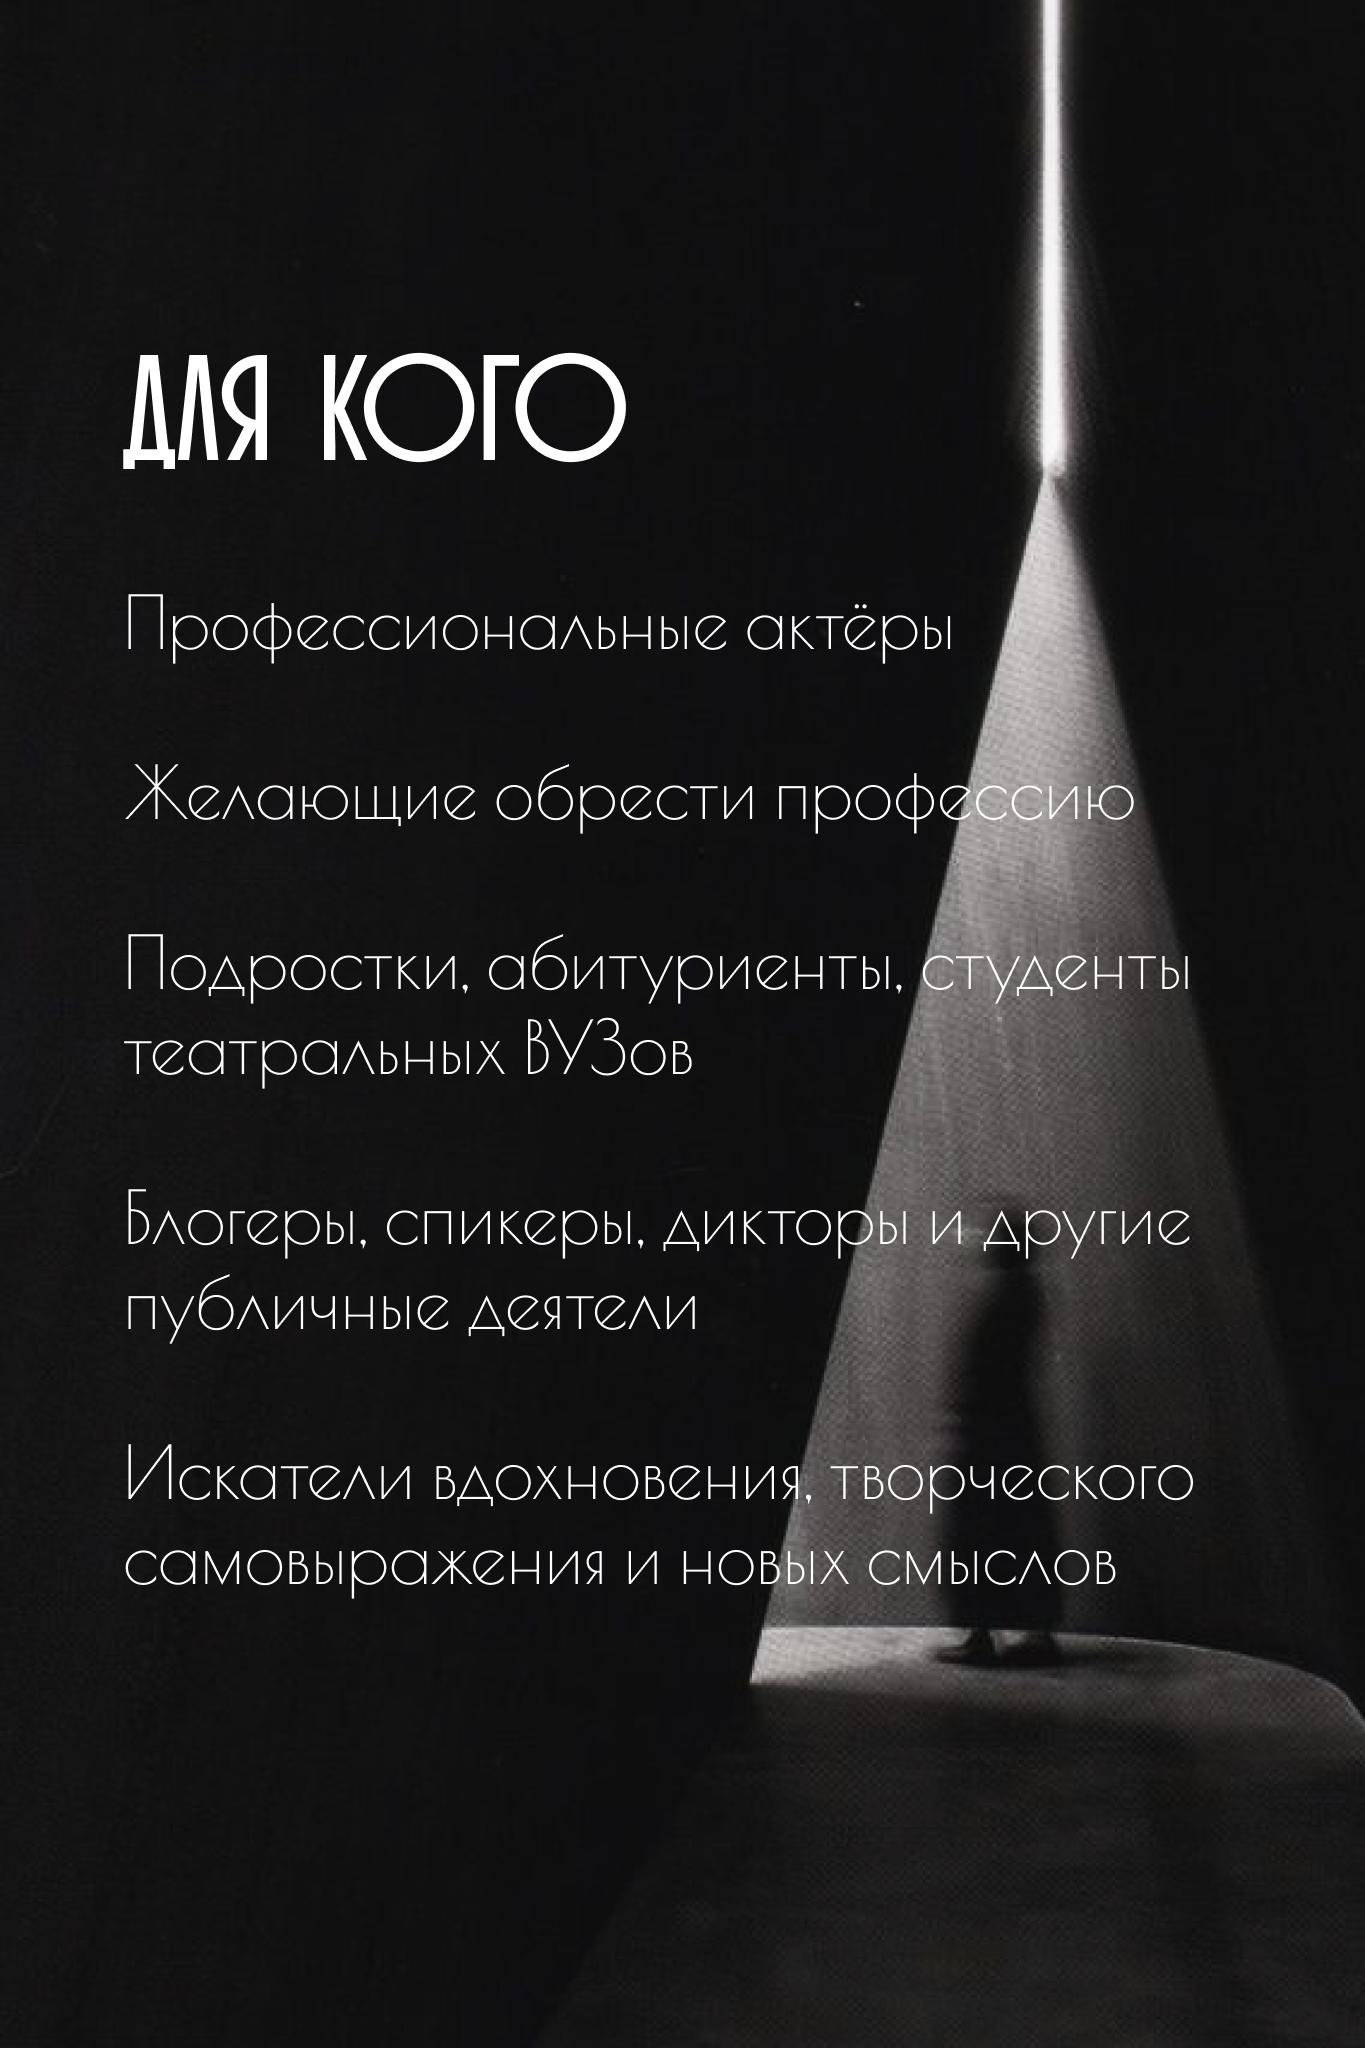 ДЛЯ КОГО
Профессиональные актёры
Желающие обрести профессию
Подростки, абитуриенты, студенты
театральных ВУЗов
Блогеры, спикеры, дикторы и другие
публичные деятели
Искатели вдохновения, творческого
самовыражения и новых смыслов